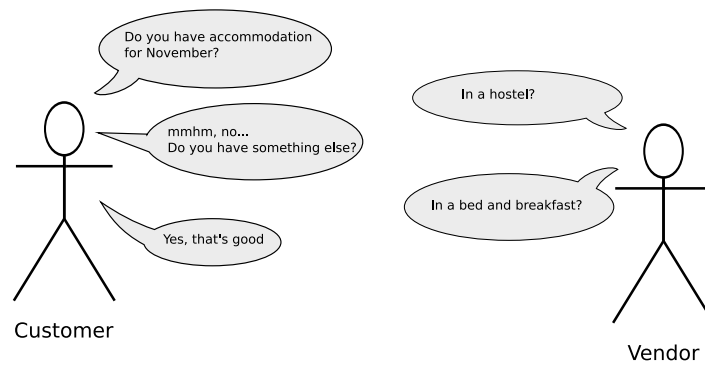 Do you have accommodation
for November?
In a hostel?
mmhm, no...
Do you have something else?
In a bed and breakfast?
Yes, that's good
Customer
Vendor